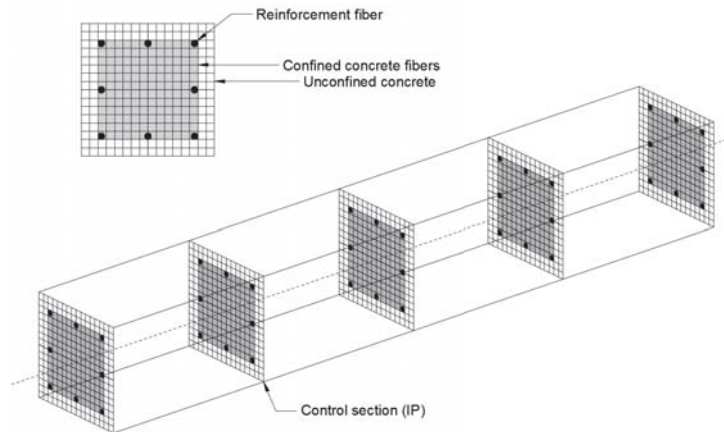 Reinforcement fiber
Confined concrete fibers
Unconfined concrete
Control section (IP)